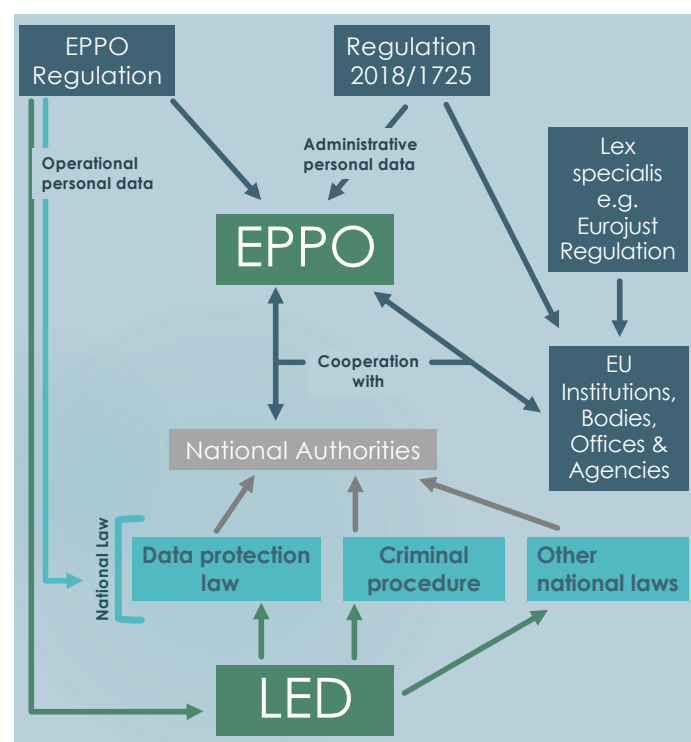 EPPO
Regulation
Regulation
2018/1725
Operational
personal data
Administrative
personal data
Lex
specialis
e.g.
Eurojust
Regulation
EPPO
Cooperation
with
EU
Institutions,
Bodies,
Offices &
Agencies
National Authorities
National Law
Data protection
law
Criminal
procedure
Other
national laws
LED